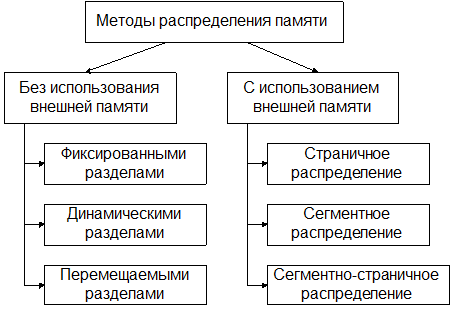 Методы распределения памяти
Без использования
внешней памяти
С использованием
внешней памяти
Фиксированными
разделами
Динамическими
разделами
Перемещаемыми
разделами
Страничное
распределение
Сегментное
распределение
Сегментно-страничное
распределение